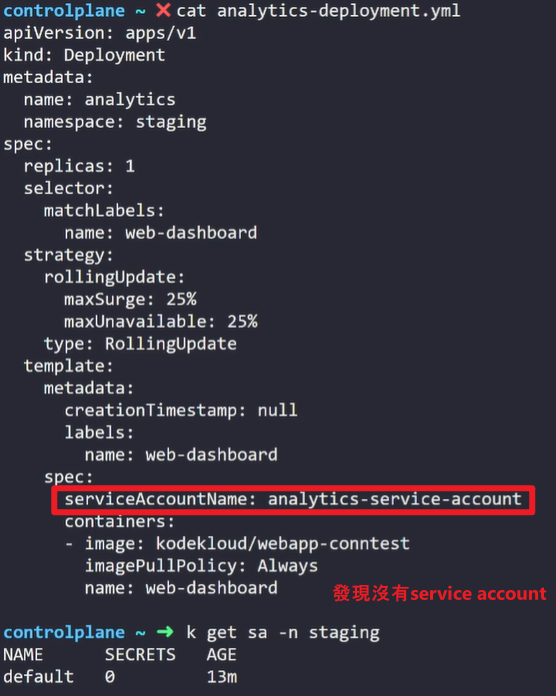 controlplane ~ ✖ cat analytics-deployment.yml
apiVersion: apps/v1
kind: Deployment
metadata:
  name: analytics
  namespace: staging
spec:
  replicas: 1
  selector:
    matchLabels:
      name: web-dashboard
  strategy:
    rollingUpdate:
      maxSurge: 25%
      maxUnavailable: 25%
    type: RollingUpdate
  template:
    metadata:
      creationTimestamp: null
      labels:
        name: web-dashboard
    spec:
      serviceAccountName: analytics-service-account
      containers:
      - image: kodekloud/webapp-conntest
        imagePullPolicy: Always
        name: web-dashboard
發現沒有service account
controlplane ~ ➜ k get sa -n staging
NAME      SECRETS   AGE
default   0         13m